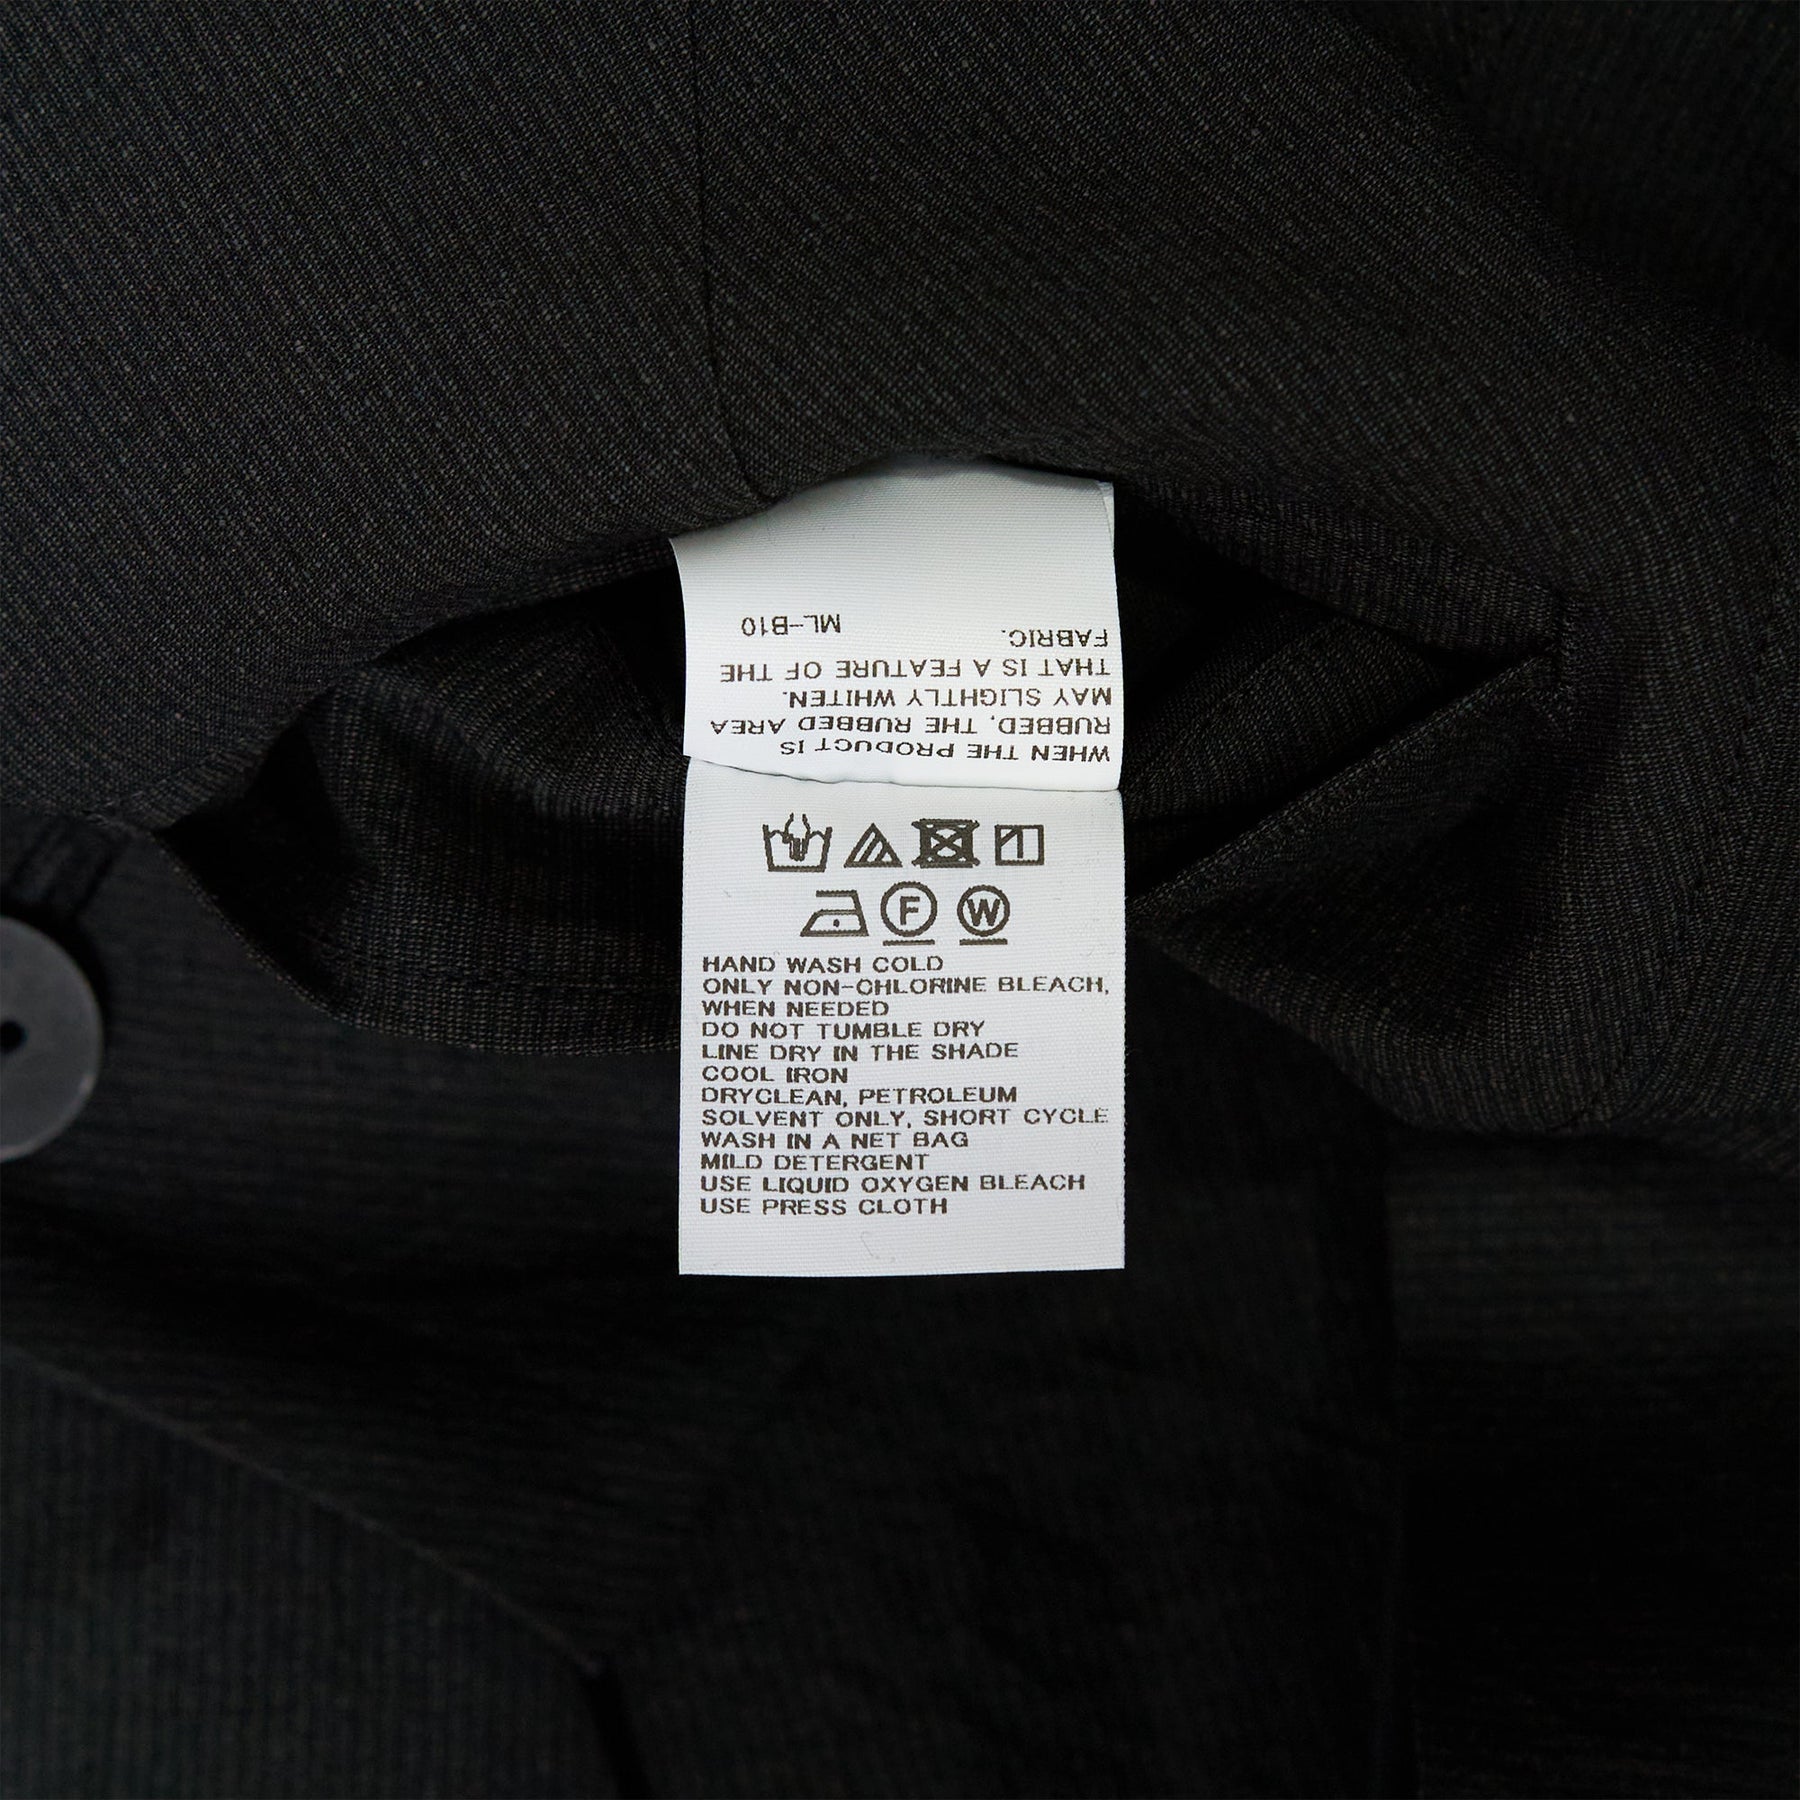 WHEN THE PRODUCT IS
RUBBED, THE RUBBED AREA
MAY SLIGHTLY WHITEN.
THAT IS A FEATURE OF THE
FABRIC.
ML-B10
F W
HAND WASH COLD
ONLY NON-CHLORINE BLEACH,
WHEN NEEDED
DO NOT TUMBLE DRY
LINE DRY IN THE SHADE
COOL IRON
DRYCLEAN, PETROLEUM
SOLVENT ONLY, SHORT CYCLE
WASH IN A NET BAG
MILD DETERGENT
USE LIQUID OXYGEN BLEACH
USE PRESS CLOTH